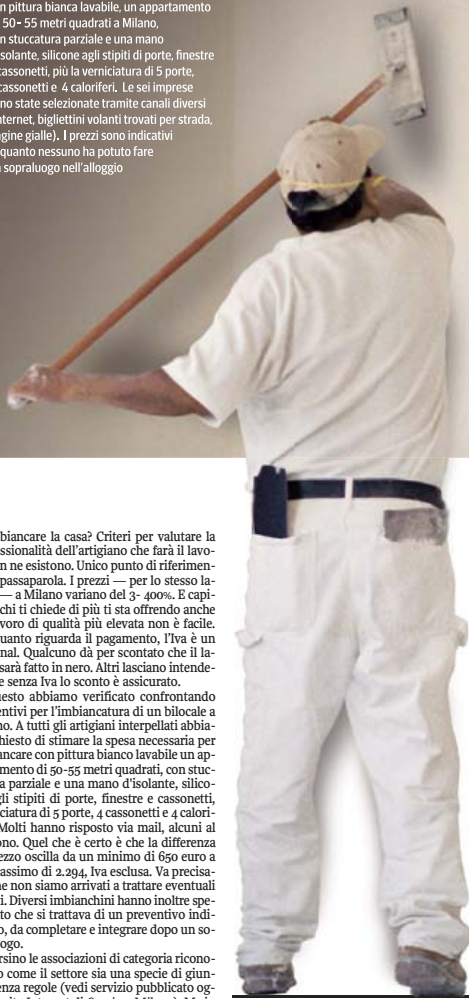 n pittura bianca lavabile, un appartamento
50- 55 metri quadrati a Milano,
n stuccatura parziale e una mano
solante, silicone agli stipiti di porte, finestre
cassonetti, più la verniciatura di 5 porte,
cassonetti e 4 caloriferi. Le sei imprese
no state selezionate tramite canali diversi
nternet, bigliettini volanti trovati per strada,
gine gialle). I prezzi sono indicativi
quanto nessuno ha potuto fare
sopraluogo nell'alloggio
biancare la casa? Criteri per valutare la
ssionalità dell'artigiano che farà il lavo-
n ne esistono. Unico punto di riferimen-
passaparola. I prezzi — per lo stesso la-
— a Milano variano del 3- 400%. E capi-
chi ti chiede di più ti sta offrendo anche
voro di qualità più elevata non è facile.
uanto riguarda il pagamento, l'Iva è un
nal. Qualcuno dà per scontato che il la-
sarà fatto in nero. Altri lasciano intende-
e senza Iva lo sconto è assicurato.
esto abbiamo verificato confrontando
entivi per l'imbiancatura di un bilocale a
no. A tutti gli artigiani interpellati abbia-
hiesto di stimare la spesa necessaria per
ancare con pittura bianco lavabile un ap-
mento di 50-55 metri quadrati, con stuc-
a parziale e una mano d'isolante, silico-
gli stipiti di porte, finestre e cassonetti,
ciatura di 5 porte, 4 cassonetti e 4 calori-
Molti hanno risposto via mail, alcuni al
ono. Quel che è certo è che la differenza
ezzo oscilla da un minimo di 650 euro a
assimo di 2.294, Iva esclusa. Va precisa-
ne non siamo arrivati a trattare eventuali
i. Diversi imbianchini hanno inoltre spe-
to che si trattava di un preventivo indi-
o, da completare e integrare dopo un so-
ogo.
rsino le associazioni di categoria ricono-
o come il settore sia una specie di giun-
enza regole (vedi servizio pubblicato og-